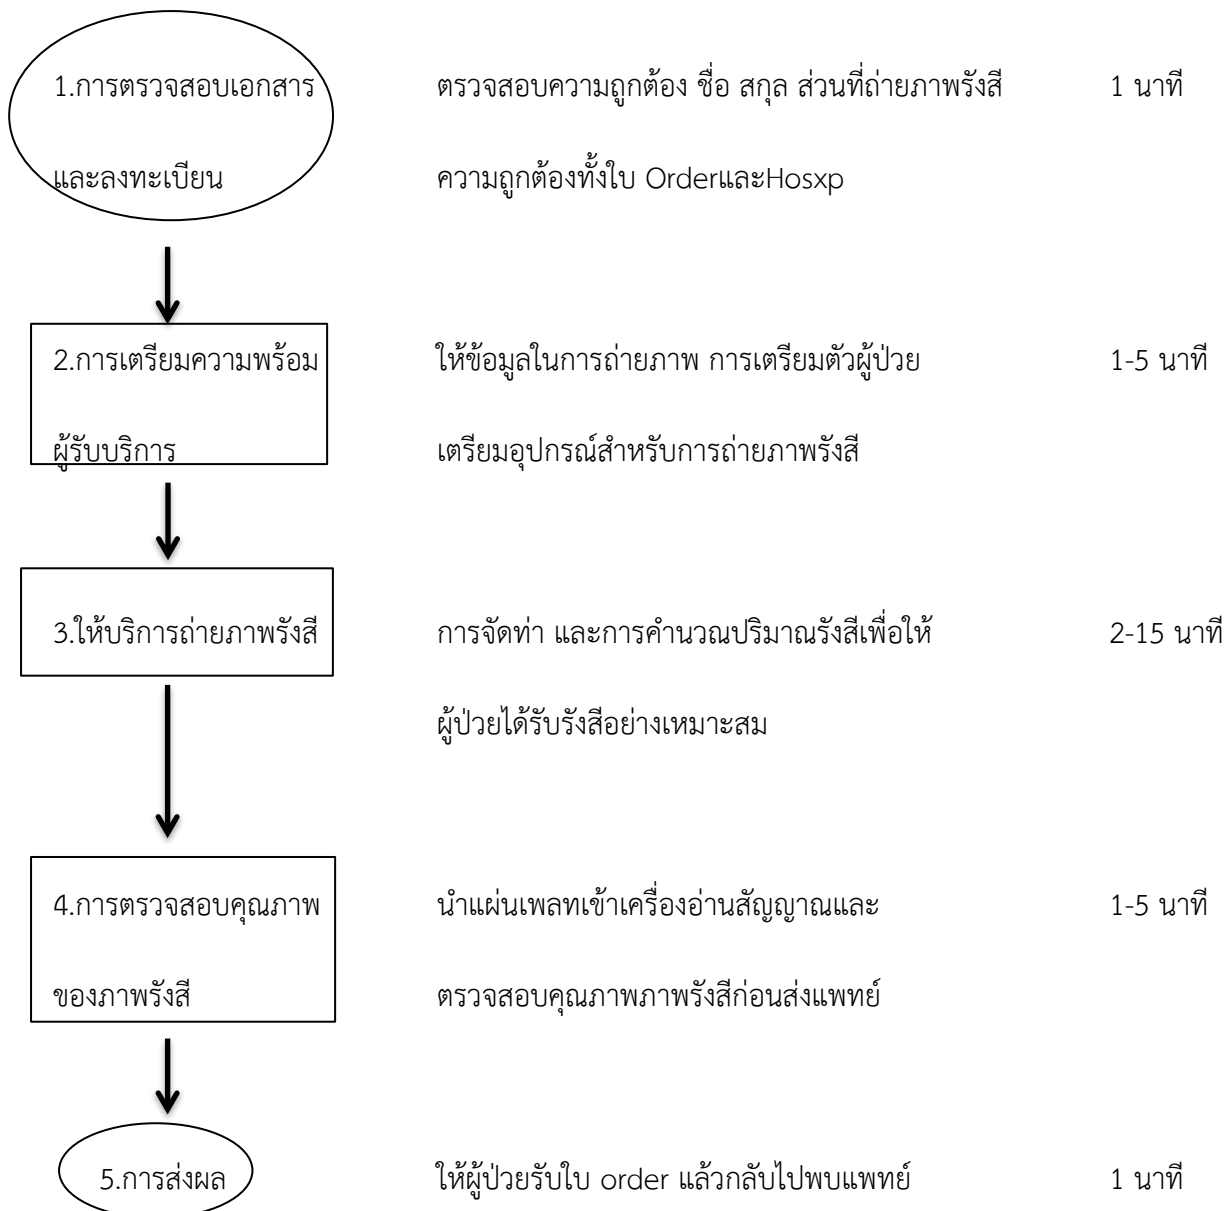 1.การตรวจสอบเอกสาร ตรวจสอบความถูกต้อง ชื่อ สกุล ส่วนที่ถ่ายภาพรังสี 1 นาที
และลงทะเบียน ความถูกต้องทั้งใบ OrderและHosxp
2.การเตรียมความพร้อม ให้ข้อมูลในการถ่ายภาพ การเตรียมตัวผู้ป่วย 1-5 นาที
ผู้รับบริการ เตรียมอุปกรณ์สำหรับการถ่ายภาพรังสี
3.ให้บริการถ่ายภาพรังสี การจัดท่า และการคำนวณปริมาณรังสีเพื่อให้ 2-15 นาที
ผู้ป่วยได้รับรังสีอย่างเหมาะสม
4.การตรวจสอบคุณภาพ นำแผ่นเพลทเข้าเครื่องอ่านสัญญาณและ 1-5 นาที
ของภาพรังสี ตรวจสอบคุณภาพภาพรังสีก่อนส่งแพทย์
5.การส่งผล ให้ผู้ป่วยรับใบ order แล้วกลับไปพบแพทย์ 1 นาที